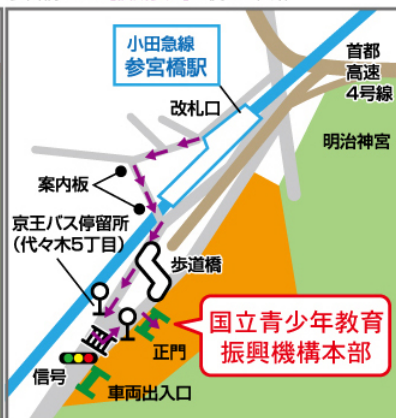 小田急線
参宮橋駅
首都
高速
4号線
改札口
明治神宮
案内板
京王バス停留所
(代々木5丁目)
歩道橋
国立青少年教育
振興機構本部
正門
信号
車両出入口